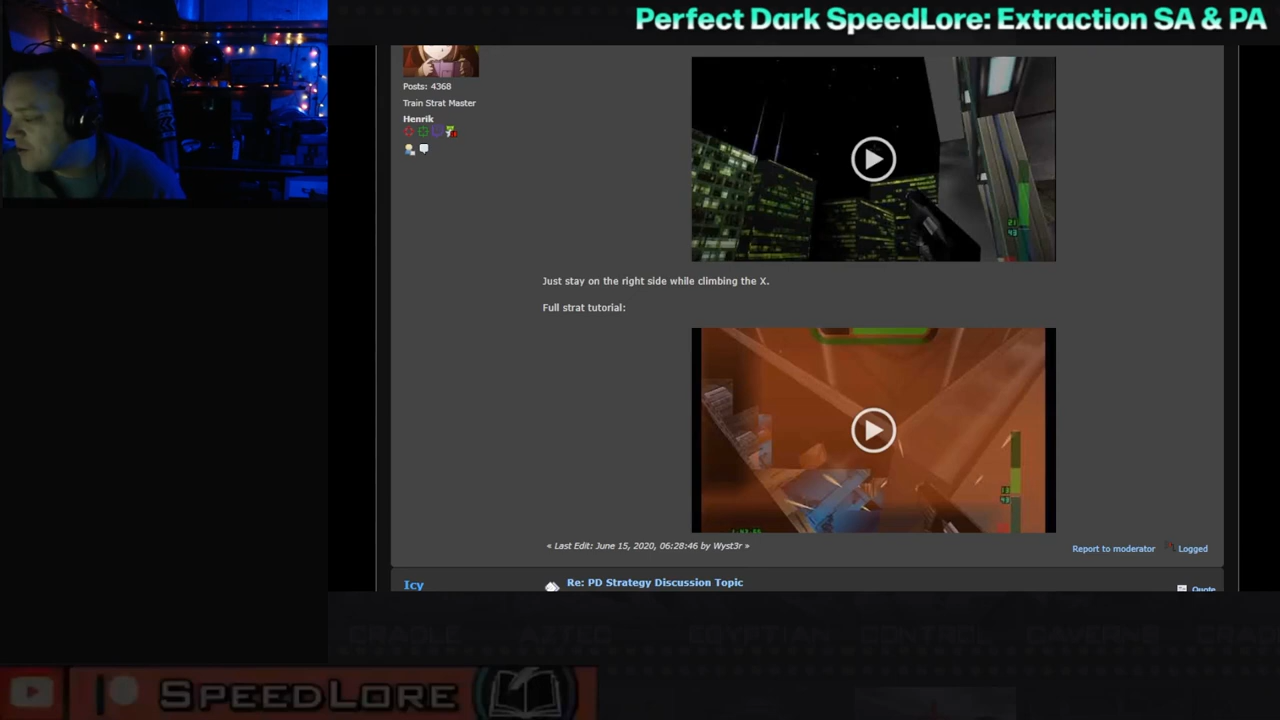 Perfect Dark SpeedLore: Extraction SA & PA
Posts: 4368
Train Strat Master
Henrik
Just stay on the right side while climbing the X.
Full strat tutorial:
« Last Edit: June 15, 2020, 06:28:46 by Wyst3r »
Report to moderator
Logged
Icy
Re: PD Strategy Discussion Topic
Quote
CRADLE AZTEC EGYPTIAN CONTROL CAVERNS CRAD
SPEEDLORE